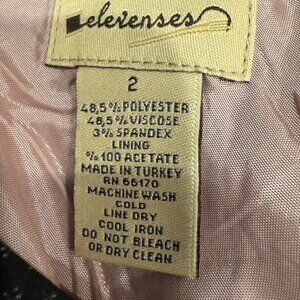 elevenses
2
48,5% POLYESTER
48,5% VISCOSE
3% SPANDEX
LINING
%100 ACETATE
MADE IN TURKEY
RN 66170
MACHINE WASH
COLD
LINE DRY
COOL IRON
DO NOT BLEACH
OR DRY CLEAN